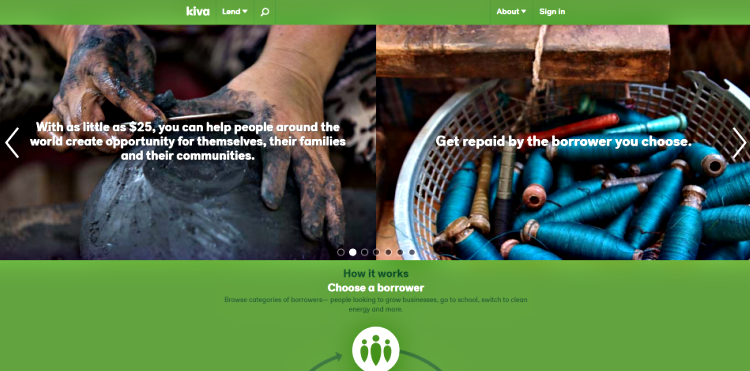 kiva
Lend
About
Sign in
With as little as $25, you can help people around the
world create opportunity for themselves, their families
and their communities.
Get repaid by the borrower you choose.
How it works
Choose a borrower
Browse categories of borrowers— people looking to grow businesses, go to school, switch to clean
energy and more.